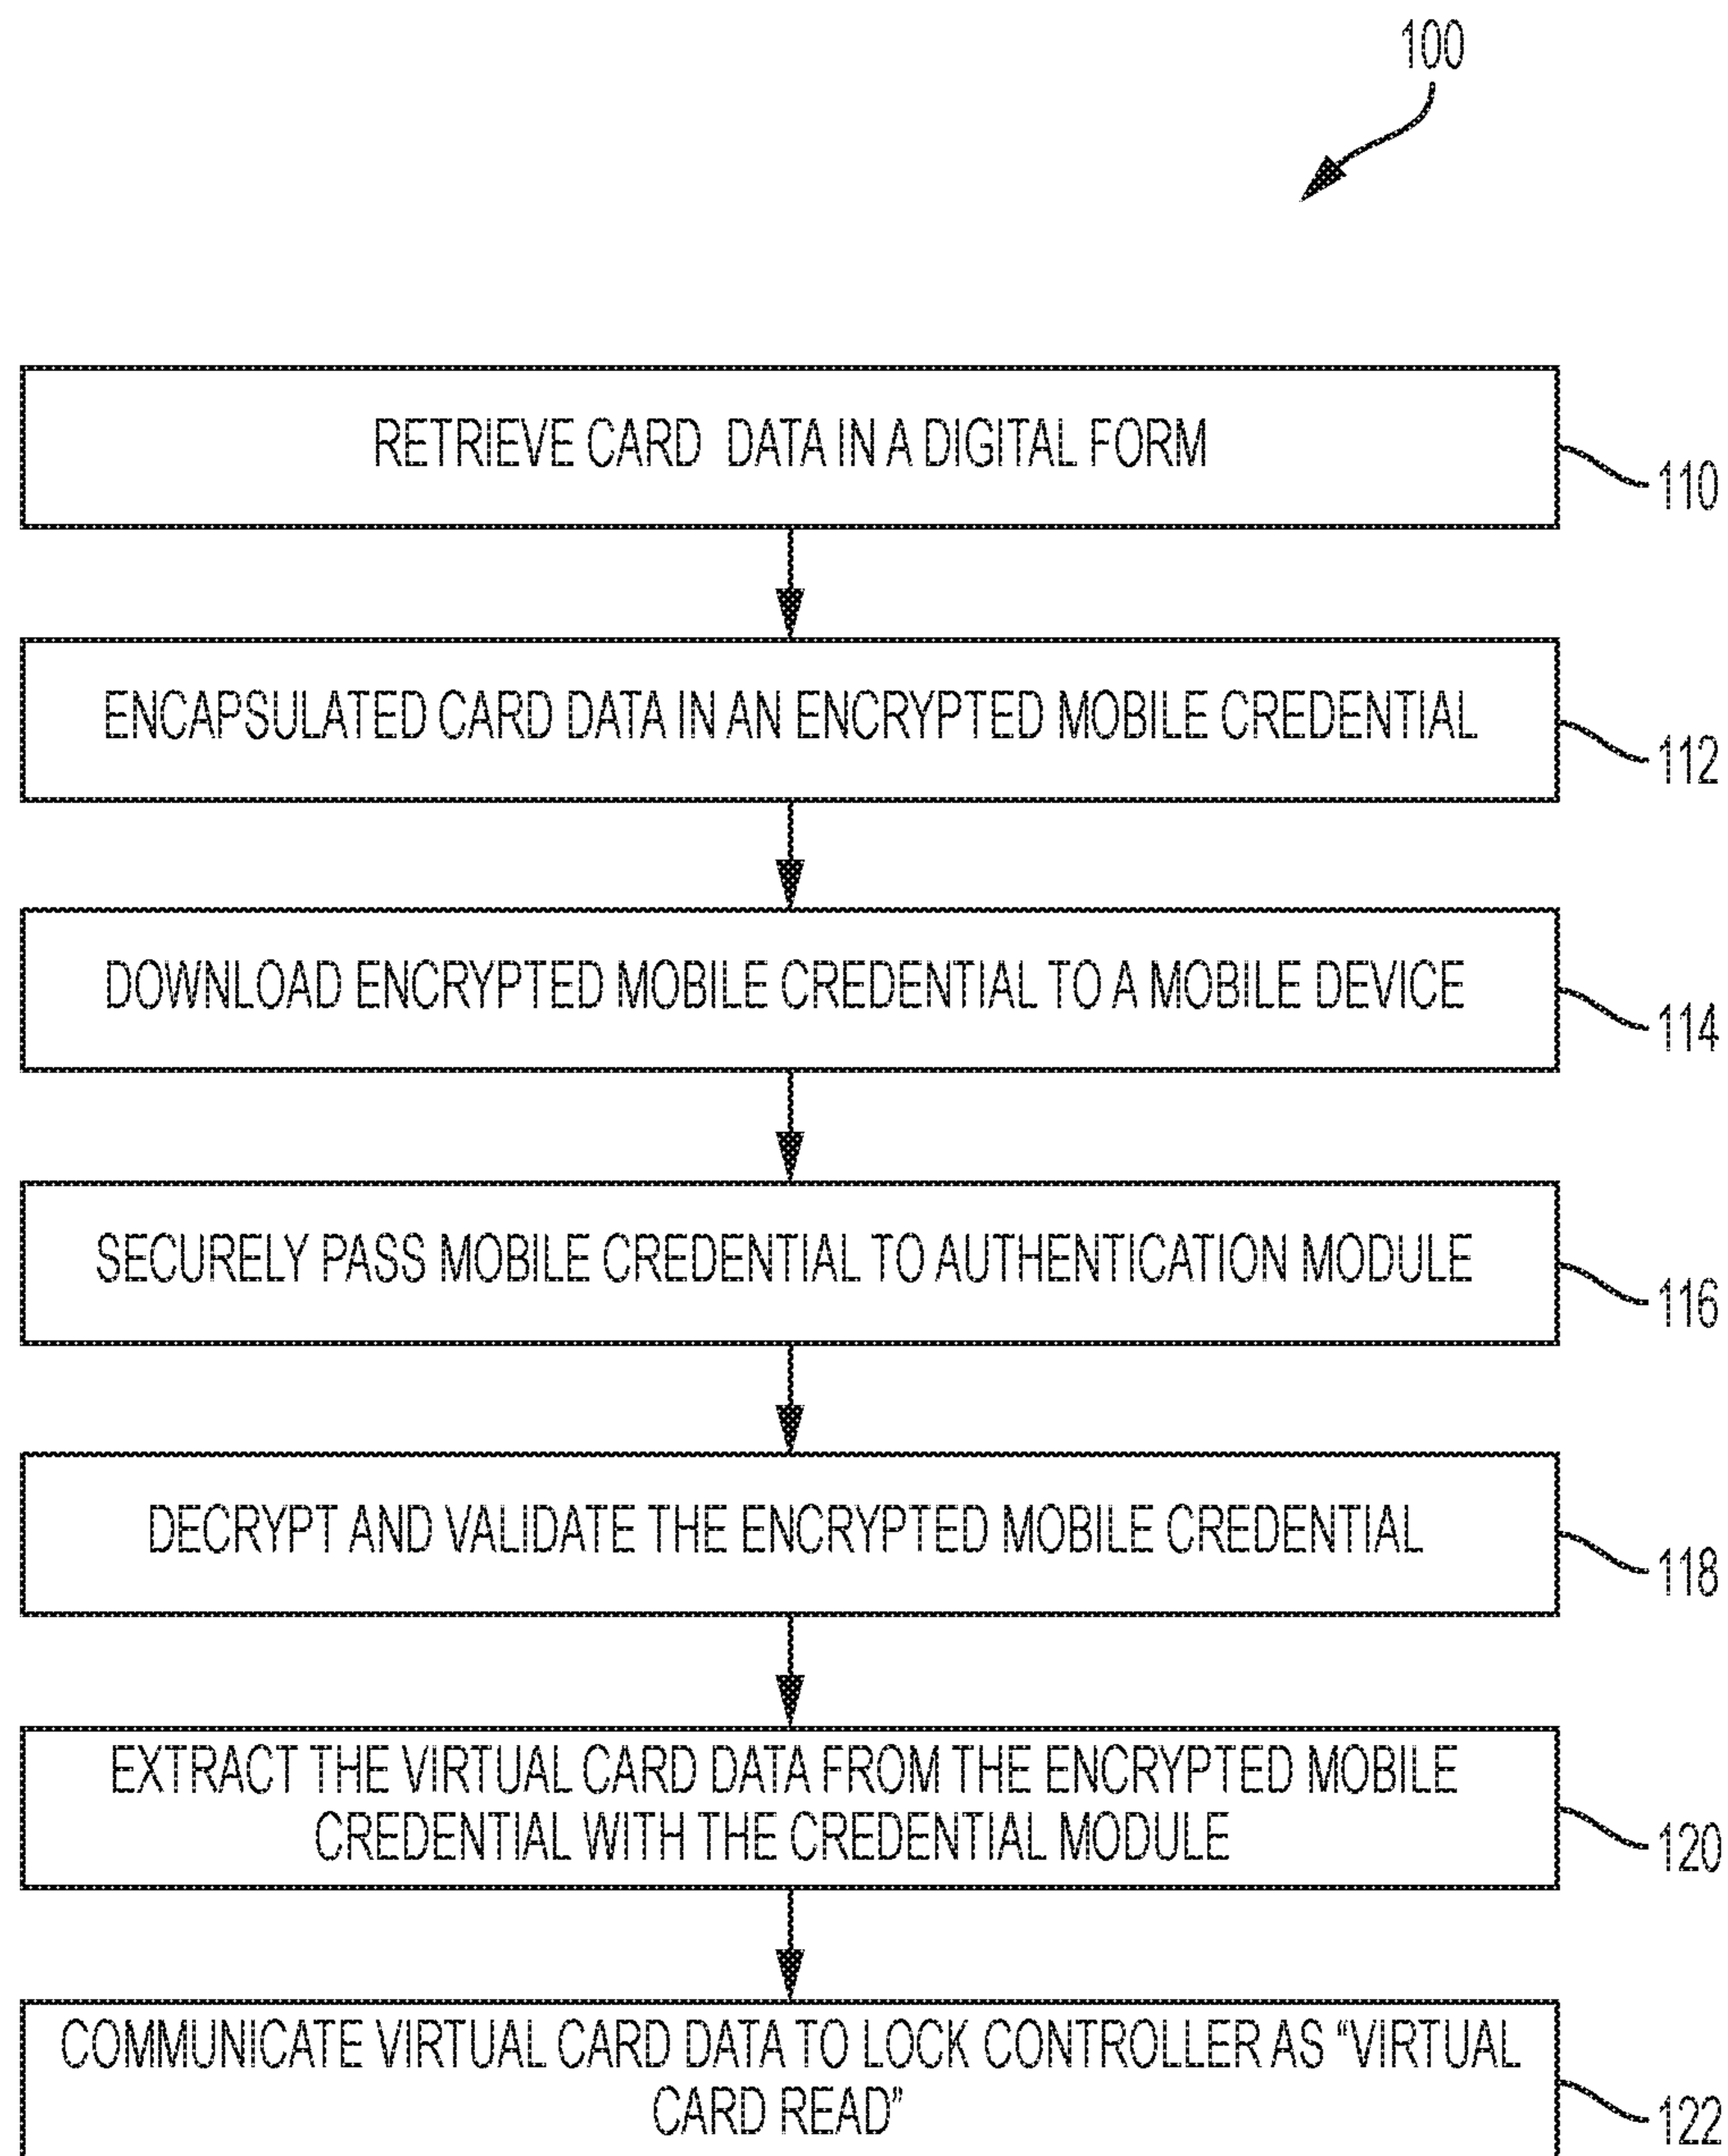 100
RETRIEVE CARD DATA IN A DIGITAL FORM
110
ENCAPSULATED CARD DATA IN AN ENCRYPTED MOBILE CREDENTIAL
112
DOWNLOAD ENCRYPTED MOBILE CREDENTIAL TO A MOBILE DEVICE
114
SECURELY PASS MOBILE CREDENTIAL TO AUTHENTICATION MODULE
116
DECRYPT AND VALIDATE THE ENCRYPTED MOBILE CREDENTIAL
118
EXTRACT THE VIRTUAL CARD DATA FROM THE ENCRYPTED MOBILE
CREDENTIAL WITH THE CREDENTIAL MODULE
120
COMMUNICATE VIRTUAL CARD DATA TO LOCK CONTROLLER AS “VIRTUAL
CARD READ”
122